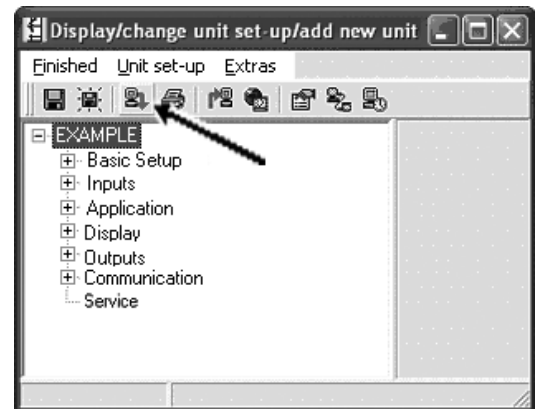 Display/change unit set-up/add new unit
Finished Unit set-up Extras
EXAMPLE
Basic Setup
Inputs
Application
Display
Outputs
Communication
Service